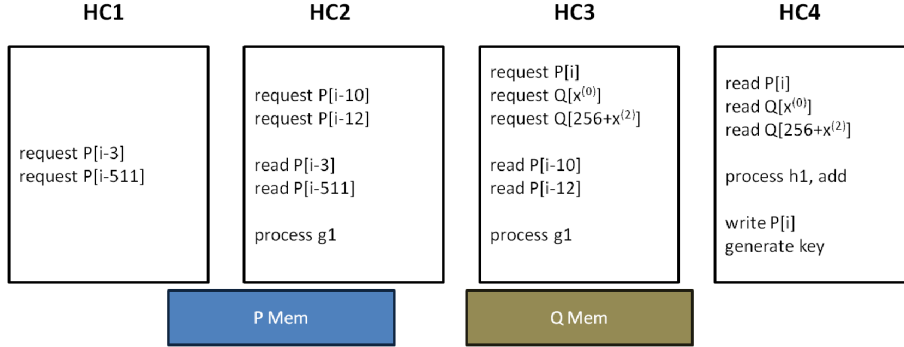 HC1
HC2
HC3
HC4
request P[i-3]
request P[i-511]
request P[i-10]
request P[i-12]
read P[i-3]
read P[i-511]
process g1
request P[i]
request Q[x⁽⁰⁾]
request Q[256+x⁽²⁾]
read P[i-10]
read P[i-12]
process g1
read P[i]
read Q[x⁽⁰⁾]
read Q[256+x⁽²⁾]
process h1, add
write P[i]
generate key
P Mem
Q Mem